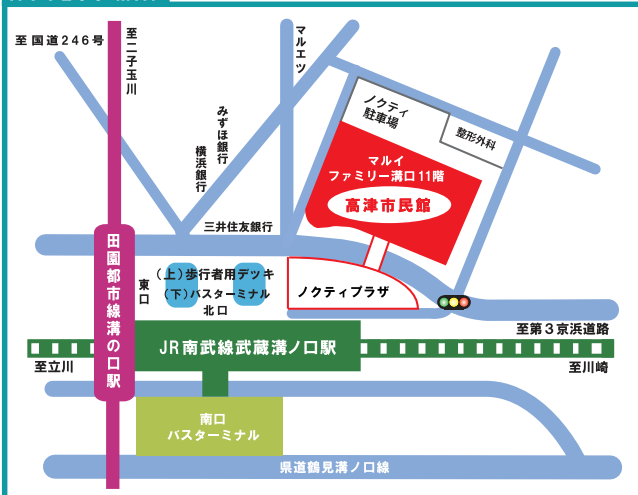 至国道246号
至二子玉川
マルエツ
みずほ銀行
横浜銀行
ノクティ
駐車場
整形外科
マルイ
ファミリー溝口11階
高津市民館
三井住友銀行
田園都市線溝の口駅
東口
(上)歩行者用デッキ
(下)バスターミナル
北口
ノクティプラザ
至第3京浜道路
JR南武線武蔵溝ノ口駅
至立川
至川崎
南口
バスターミナル
県道鶴見溝ノ口線